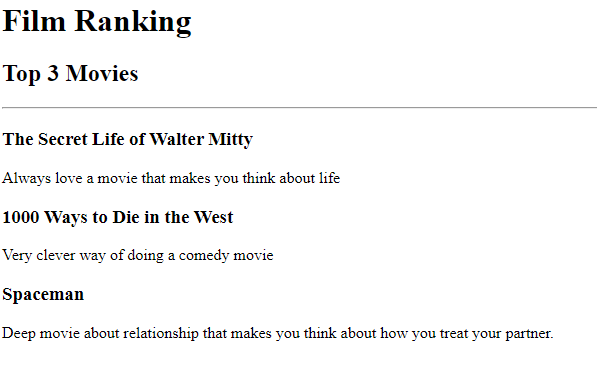 Film Ranking
Top 3 Movies
The Secret Life of Walter Mitty
Always love a movie that makes you think about life
1000 Ways to Die in the West
Very clever way of doing a comedy movie
Spaceman
Deep movie about relationship that makes you think about how you treat your partner.